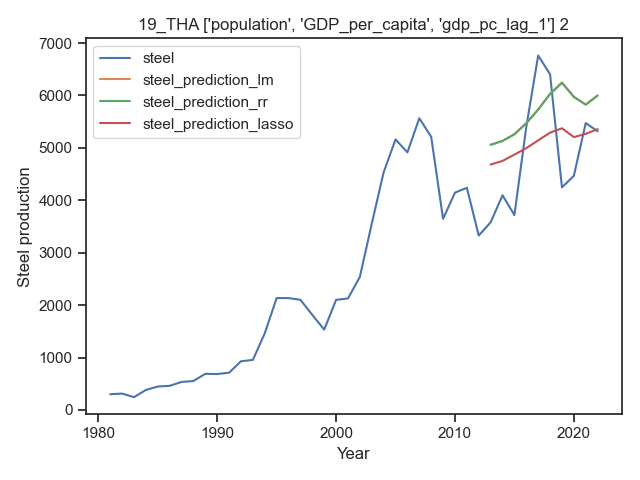 19_THA ['population', 'GDP_per_capita', 'gdp_pc_lag_1'] 2
steel
steel_prediction_lm
steel_prediction_rr
steel_prediction_lasso
7000
6000
5000
4000
3000
2000
1000
0
Steel production
1980
1990
2000
2010
2020
Year